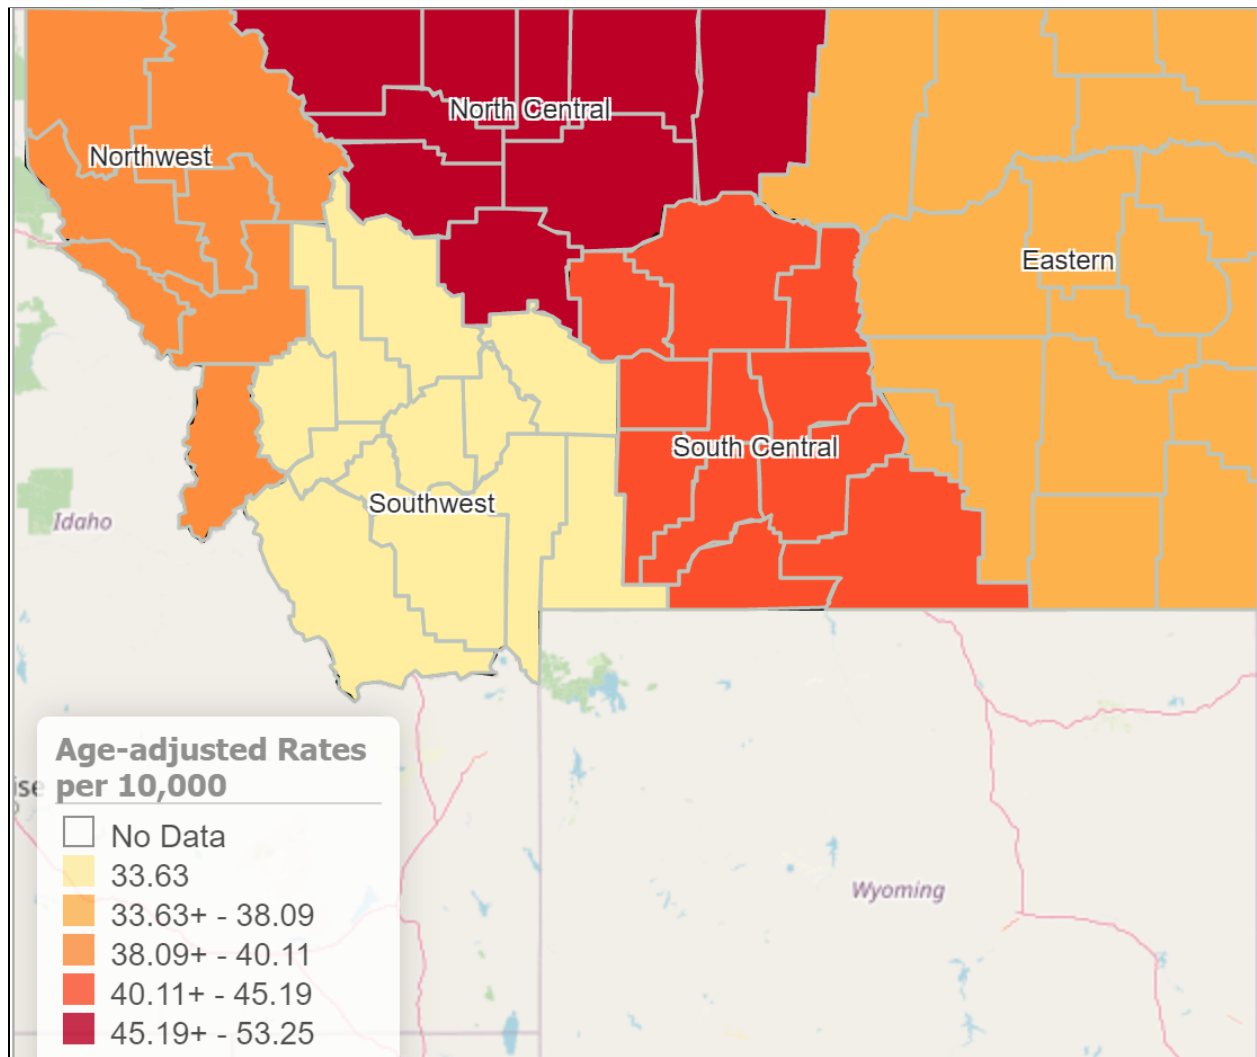 North Central
Northwest
Eastern
South Central
Southwest
Idaho
Age-adjusted Rates
per 10,000
ise
No Data
33.63
33.63+ - 38.09
38.09+ - 40.11
40.11+ - 45.19
45.19+ - 53.25
Wyoming